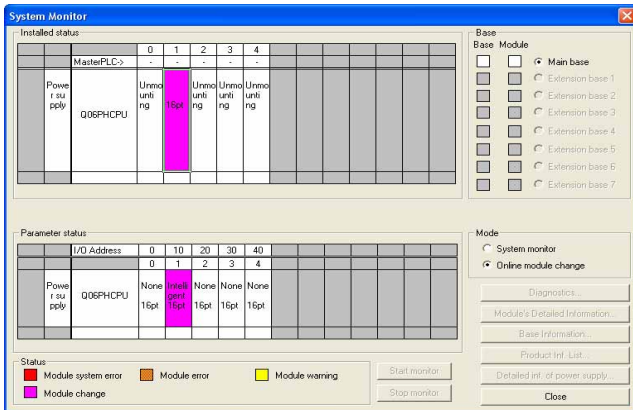 System Monitor
Installed status
0 1 2 3 4
MasterPLC-> - - - - -
Powe Unmo Unmo Unmo Unmo
r su unti unti unti unti
pply Q06PHCPU ng 16pt ng ng ng
Base
Base Module
Main base
Extension base 1
Extension base 2
Extension base 3
Extension base 4
Extension base 5
Extension base 6
Extension base 7
Parameter status
I/O Address 0 10 20 30 40
0 1 2 3 4
Powe None Intelli None None None
r su Q06PHCPU gent
pply 16pt 16pt 16pt 16pt 16pt
Mode
System monitor
Online module change
Diagnostics...
Module's Detailed Information...
Base Information...
Product Inf. List...
Detailed inf. of power supply...
Close
Status
Module system error Module error Module warning
Module change
Start monitor
Stop monitor